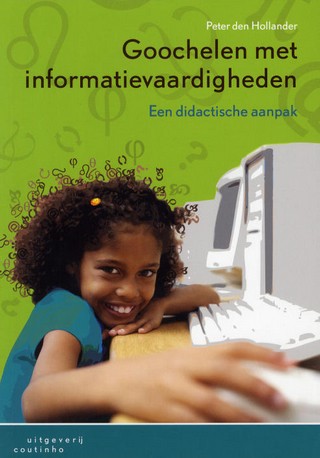 Peter den Hollander
Goochelen met
informatievaardigheden
Een didactische aanpak
uitgeverij
coutinho